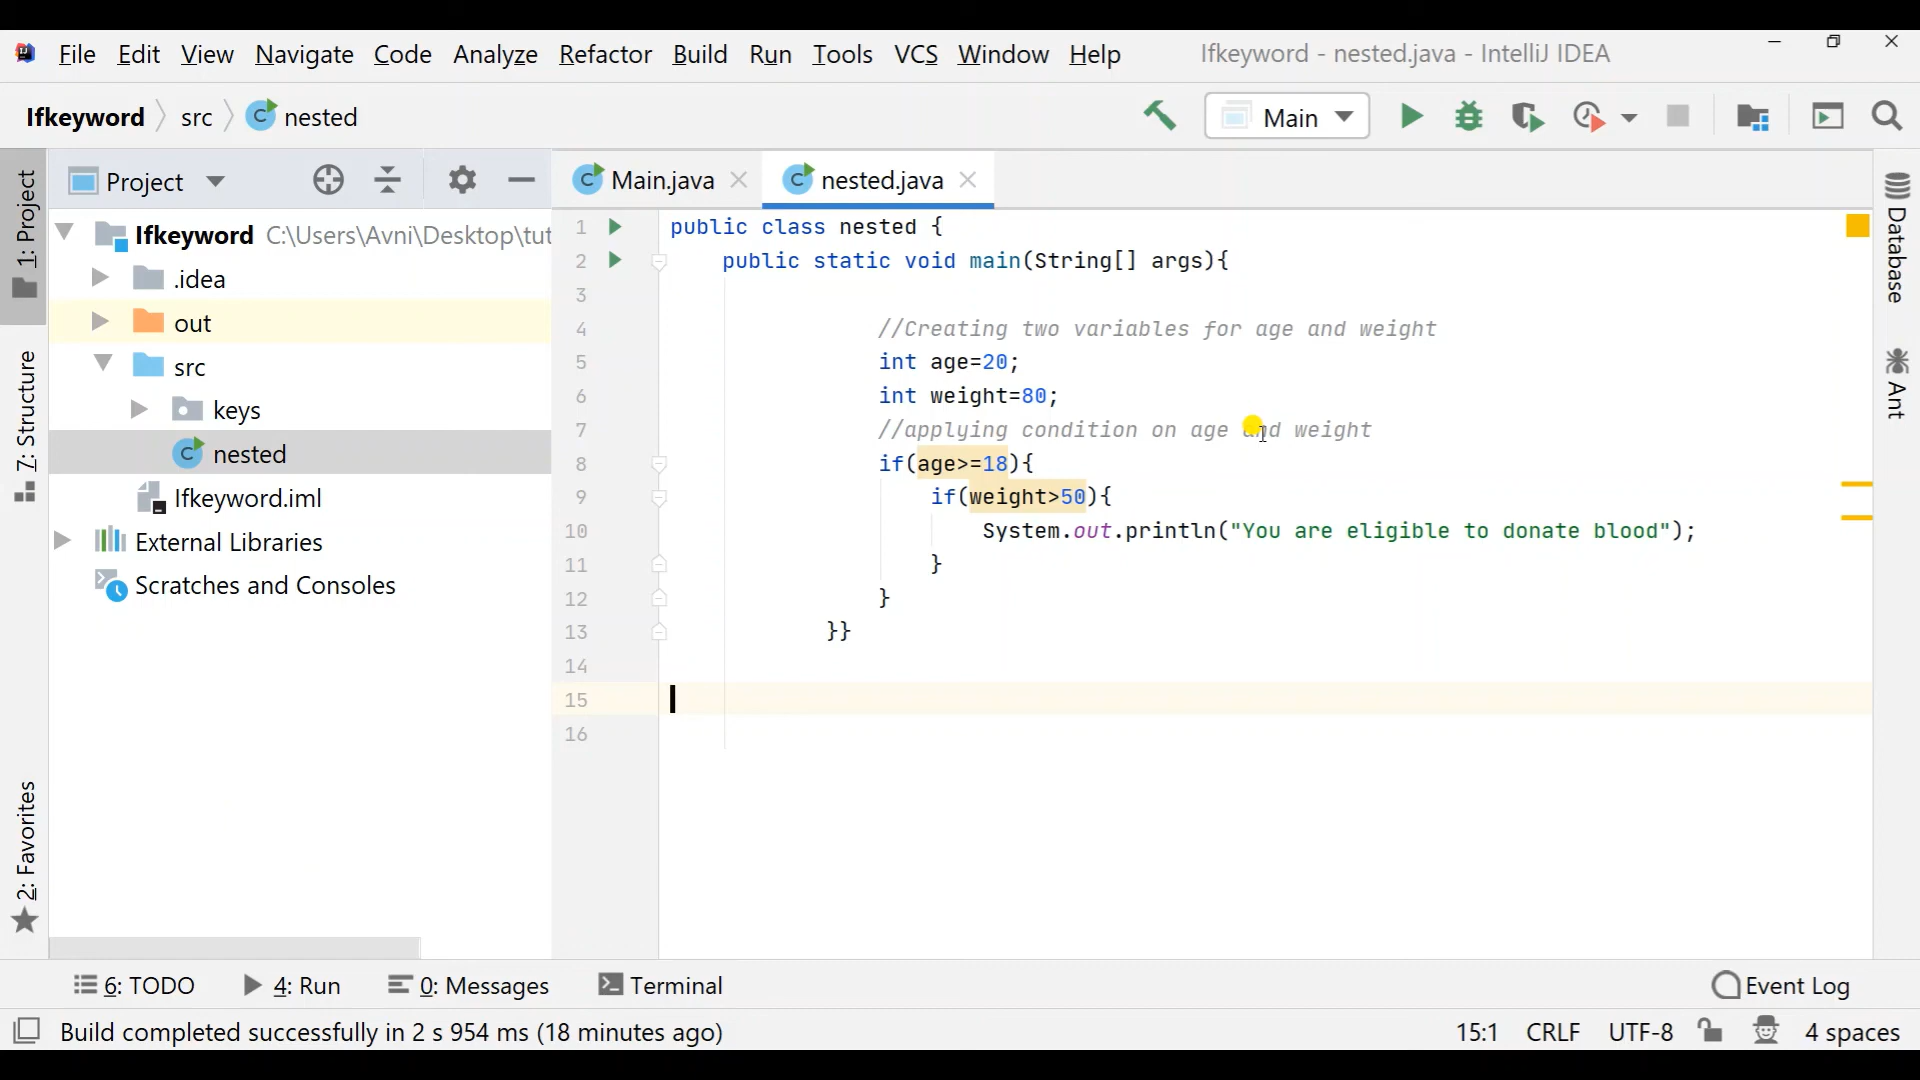 File Edit View Navigate Code Analyze Refactor Build Run Tools VCS Window Help Ifkeyword - nested.java - IntelliJ IDEA
Ifkeyword src nested Main
Project
Main.java nested.java
1: Project
7: Structure
2: Favorites
Ifkeyword C:\Users\Avni\Desktop\tut
.idea
out
src
keys
nested
Ifkeyword.iml
External Libraries
Scratches and Consoles
1 public class nested {
2 public static void main(String[] args){
3
4 //Creating two variables for age and weight
5 int age=20;
6 int weight=80;
7 //applying condition on age and weight
8 if(age>=18){
9 if(weight>50){
10 System.out.println("You are eligible to donate blood");
11 }
12 }
13 }}
14
15
16
Database
Ant
6: TODO 4: Run 0: Messages Terminal Event Log
Build completed successfully in 2 s 954 ms (18 minutes ago) 15:1 CRLF UTF-8 4 spaces